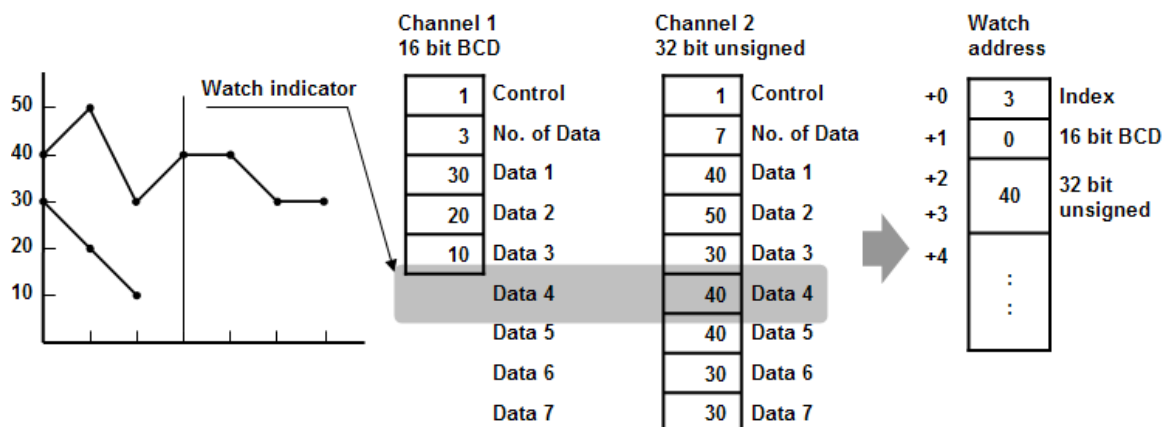 Channel 1
16 bit BCD
Channel 2
32 bit unsigned
Watch
address
Watch indicator
50
40
30
20
10
1 Control
3 No. of Data
30 Data 1
20 Data 2
10 Data 3
Data 4
Data 5
Data 6
Data 7
1 Control
7 No. of Data
40 Data 1
50 Data 2
30 Data 3
40 Data 4
40 Data 5
30 Data 6
30 Data 7
+0 3 Index
+1 0 16 bit BCD
+2
+3
40
32 bit
unsigned
+4
:
: